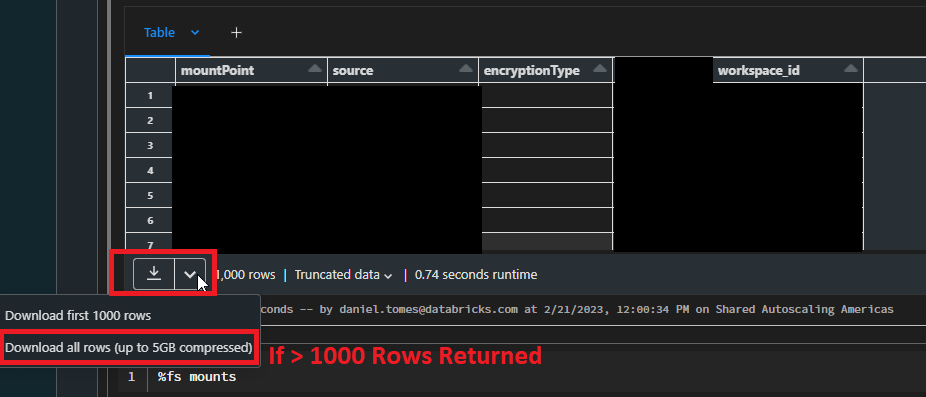 Table +
mountPoint source encryptionType workspace_id
1
2
3
4
5
6
7
1,000 rows | Truncated data | 0.74 seconds runtime
Download first 1000 rows
conds -- by daniel.tomes@databricks.com at 2/21/2023, 12:00:34 PM on Shared Autoscaling Americas
Download all rows (up to 5GB compressed) If > 1000 Rows Returned
1 %fs mounts